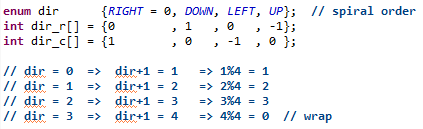 enum dir      {RIGHT = 0, DOWN, LEFT, UP};  // spiral order
int dir_r[] = {0        , 1   , 0   , -1};
int dir_c[] = {1        , 0   , -1  , 0 };
// dir = 0  =>  dir+1 = 1   => 1%4 = 1
// dir = 1  =>  dir+1 = 2   => 2%4 = 2
// dir = 2  =>  dir+1 = 3   => 3%4 = 3
// dir = 3  =>  dir+1 = 4   => 4%4 = 0  // wrap